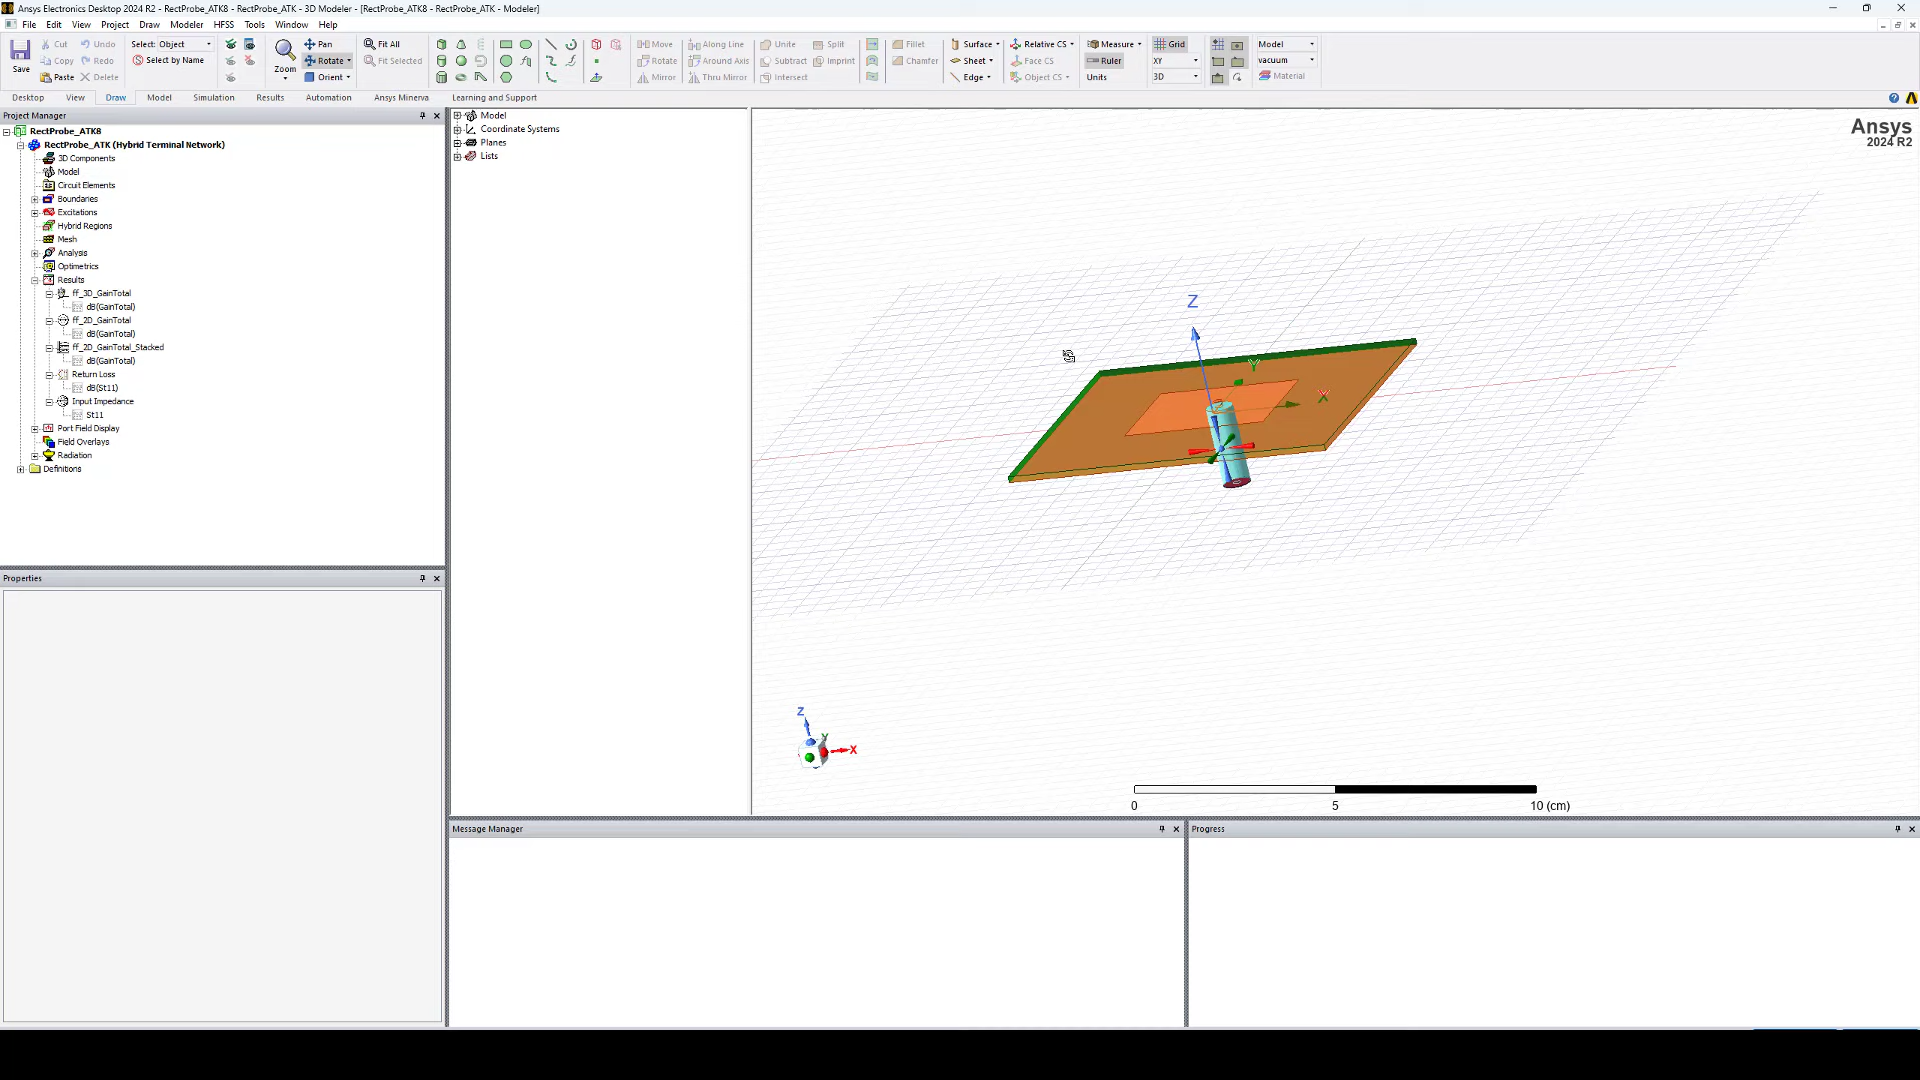 Ansys Electronics Desktop 2024 R2 - RectProbe_ATK8 - RectProbe_ATK - 3D Modeler - [RectProbe_ATK8 - RectProbe_ATK - Modeler]
File Edit View Project Draw Modeler HFSS Tools Window Help
Save
Cut Undo
Copy Redo
Paste Delete
Select: Object
Select by Name
Zoom
Pan
Rotate
Orient
Fit All
Fit Selected
Move Along Line Unite Split
Rotate Around Axis Subtract Imprint
Mirror Thru Mirror Intersect
Fillet
Chamfer
Surface
Sheet
Edge
Relative CS
Face CS
Object CS
Measure
Ruler
Units
Grid
XY
3D
Model
vacuum
Material
Desktop View Draw Model Simulation Results Automation Ansys Minerva Learning and Support
Project Manager
RectProbe_ATK8
RectProbe_ATK (Hybrid Terminal Network)
3D Components
Model
Circuit Elements
Boundaries
Excitations
Hybrid Regions
Mesh
Analysis
Optimetrics
Results
ff_3D_GainTotal
dB(GainTotal)
ff_2D_GainTotal
dB(GainTotal)
ff_2D_GainTotal_Stacked
dB(GainTotal)
Return Loss
dB(St11)
Input Impedance
St11
Port Field Display
Field Overlays
Radiation
Definitions
Properties
Model
Coordinate Systems
Planes
Lists
Ansys
2024 R2
Z
Y
X
Z
Y
X
0 5 10 (cm)
Message Manager
Progress